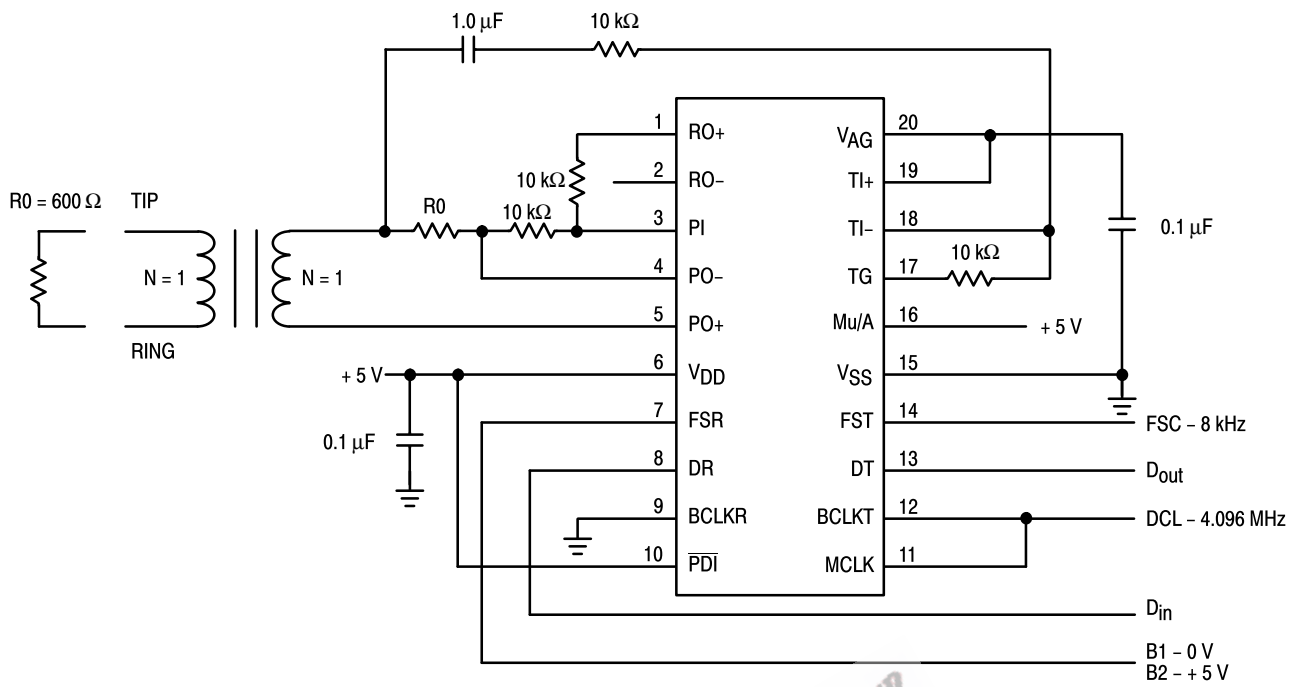 1.0 µF
10 kΩ
1 RO+
VAG 20
2 RO–
TI+ 19
10 kΩ
R0 = 600 Ω
TIP
R0
10 kΩ
3 PI
TI– 18
0.1 µF
10 kΩ
N = 1
N = 1
4 PO–
TG 17
5 PO+
Mu/A 16
+ 5 V
RING
+ 5 V
6 VDD
VSS 15
7 FSR
FST 14
FSC – 8 kHz
0.1 µF
8 DR
DT 13
Dout
9 BCLKR
BCLKT 12
DCL – 4.096 MHz
10 PDI
MCLK 11
Din
B1 – 0 V
B2 – + 5 V